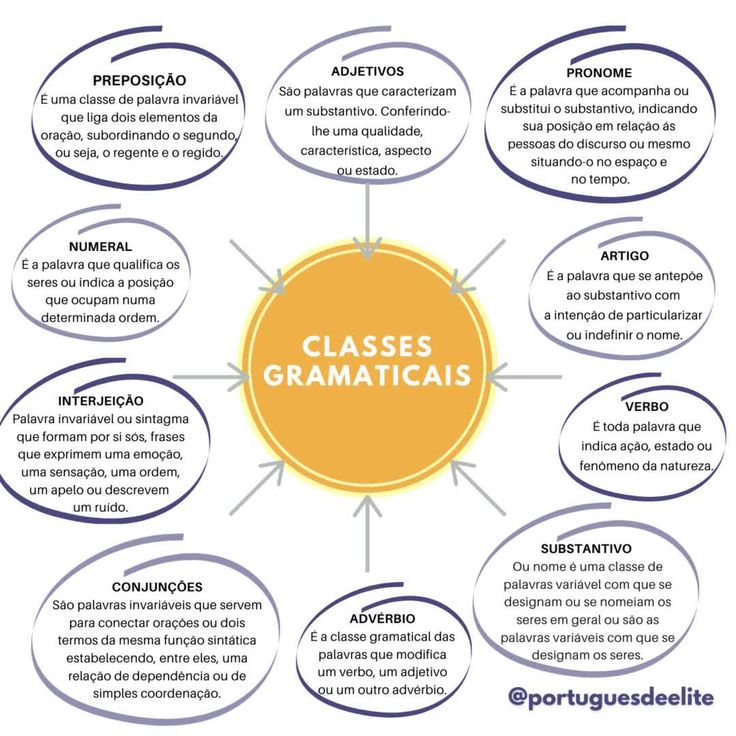 PREPOSIÇÃO
É uma classe de palavra invariável
que liga dois elementos da
oração, subordinando o segundo,
ou seja, o regente e o regido.
ADJETIVOS
São palavras que caracterizam
um substantivo. Conferindo-
lhe uma qualidade,
característica, aspecto
ou estado.
PRONOME
É a palavra que acompanha ou
substitui o substantivo, indicando
sua posição em relação ás
pessoas do discurso ou mesmo
situando-o no espaço e
no tempo.
NUMERAL
É a palavra que qualifica os
seres ou indica a posição
que ocupam numa
determinada ordem.
ARTIGO
É a palavra que se antepõe
ao substantivo com
a intenção de particularizar
ou indefinir o nome.
CLASSES
GRAMATICAIS
INTERJEIÇÃO
Palavra invariável ou sintagma
que formam por si sós, frases
que exprimem uma emoção,
uma sensação, uma ordem,
um apelo ou descrevem
um ruído.
VERBO
É toda palavra que
indica ação, estado ou
fenômeno da natureza.
CONJUNÇÕES
São palavras invariáveis que servem
para conectar orações ou dois
termos da mesma função sintática
estabelecendo, entre eles, uma
relação de dependência ou de
simples coordenação.
ADVÉRBIO
É a classe gramatical das
palavras que modifica
um verbo, um adjetivo
ou um outro advérbio.
SUBSTANTIVO
Ou nome é uma classe de
palavras variável com que se
designam ou se nomeiam os
seres em geral ou são as
palavras variáveis com que se
designam os seres.
@portuguesdeelite